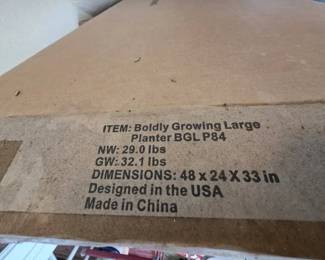 ITEM: Boldly Growing Large
Planter BGL P84
NW: 29.0 lbs
GW: 32.1 lbs
DIMENSIONS: 48 x 24 X 33 in
Designed in the USA
Made in China